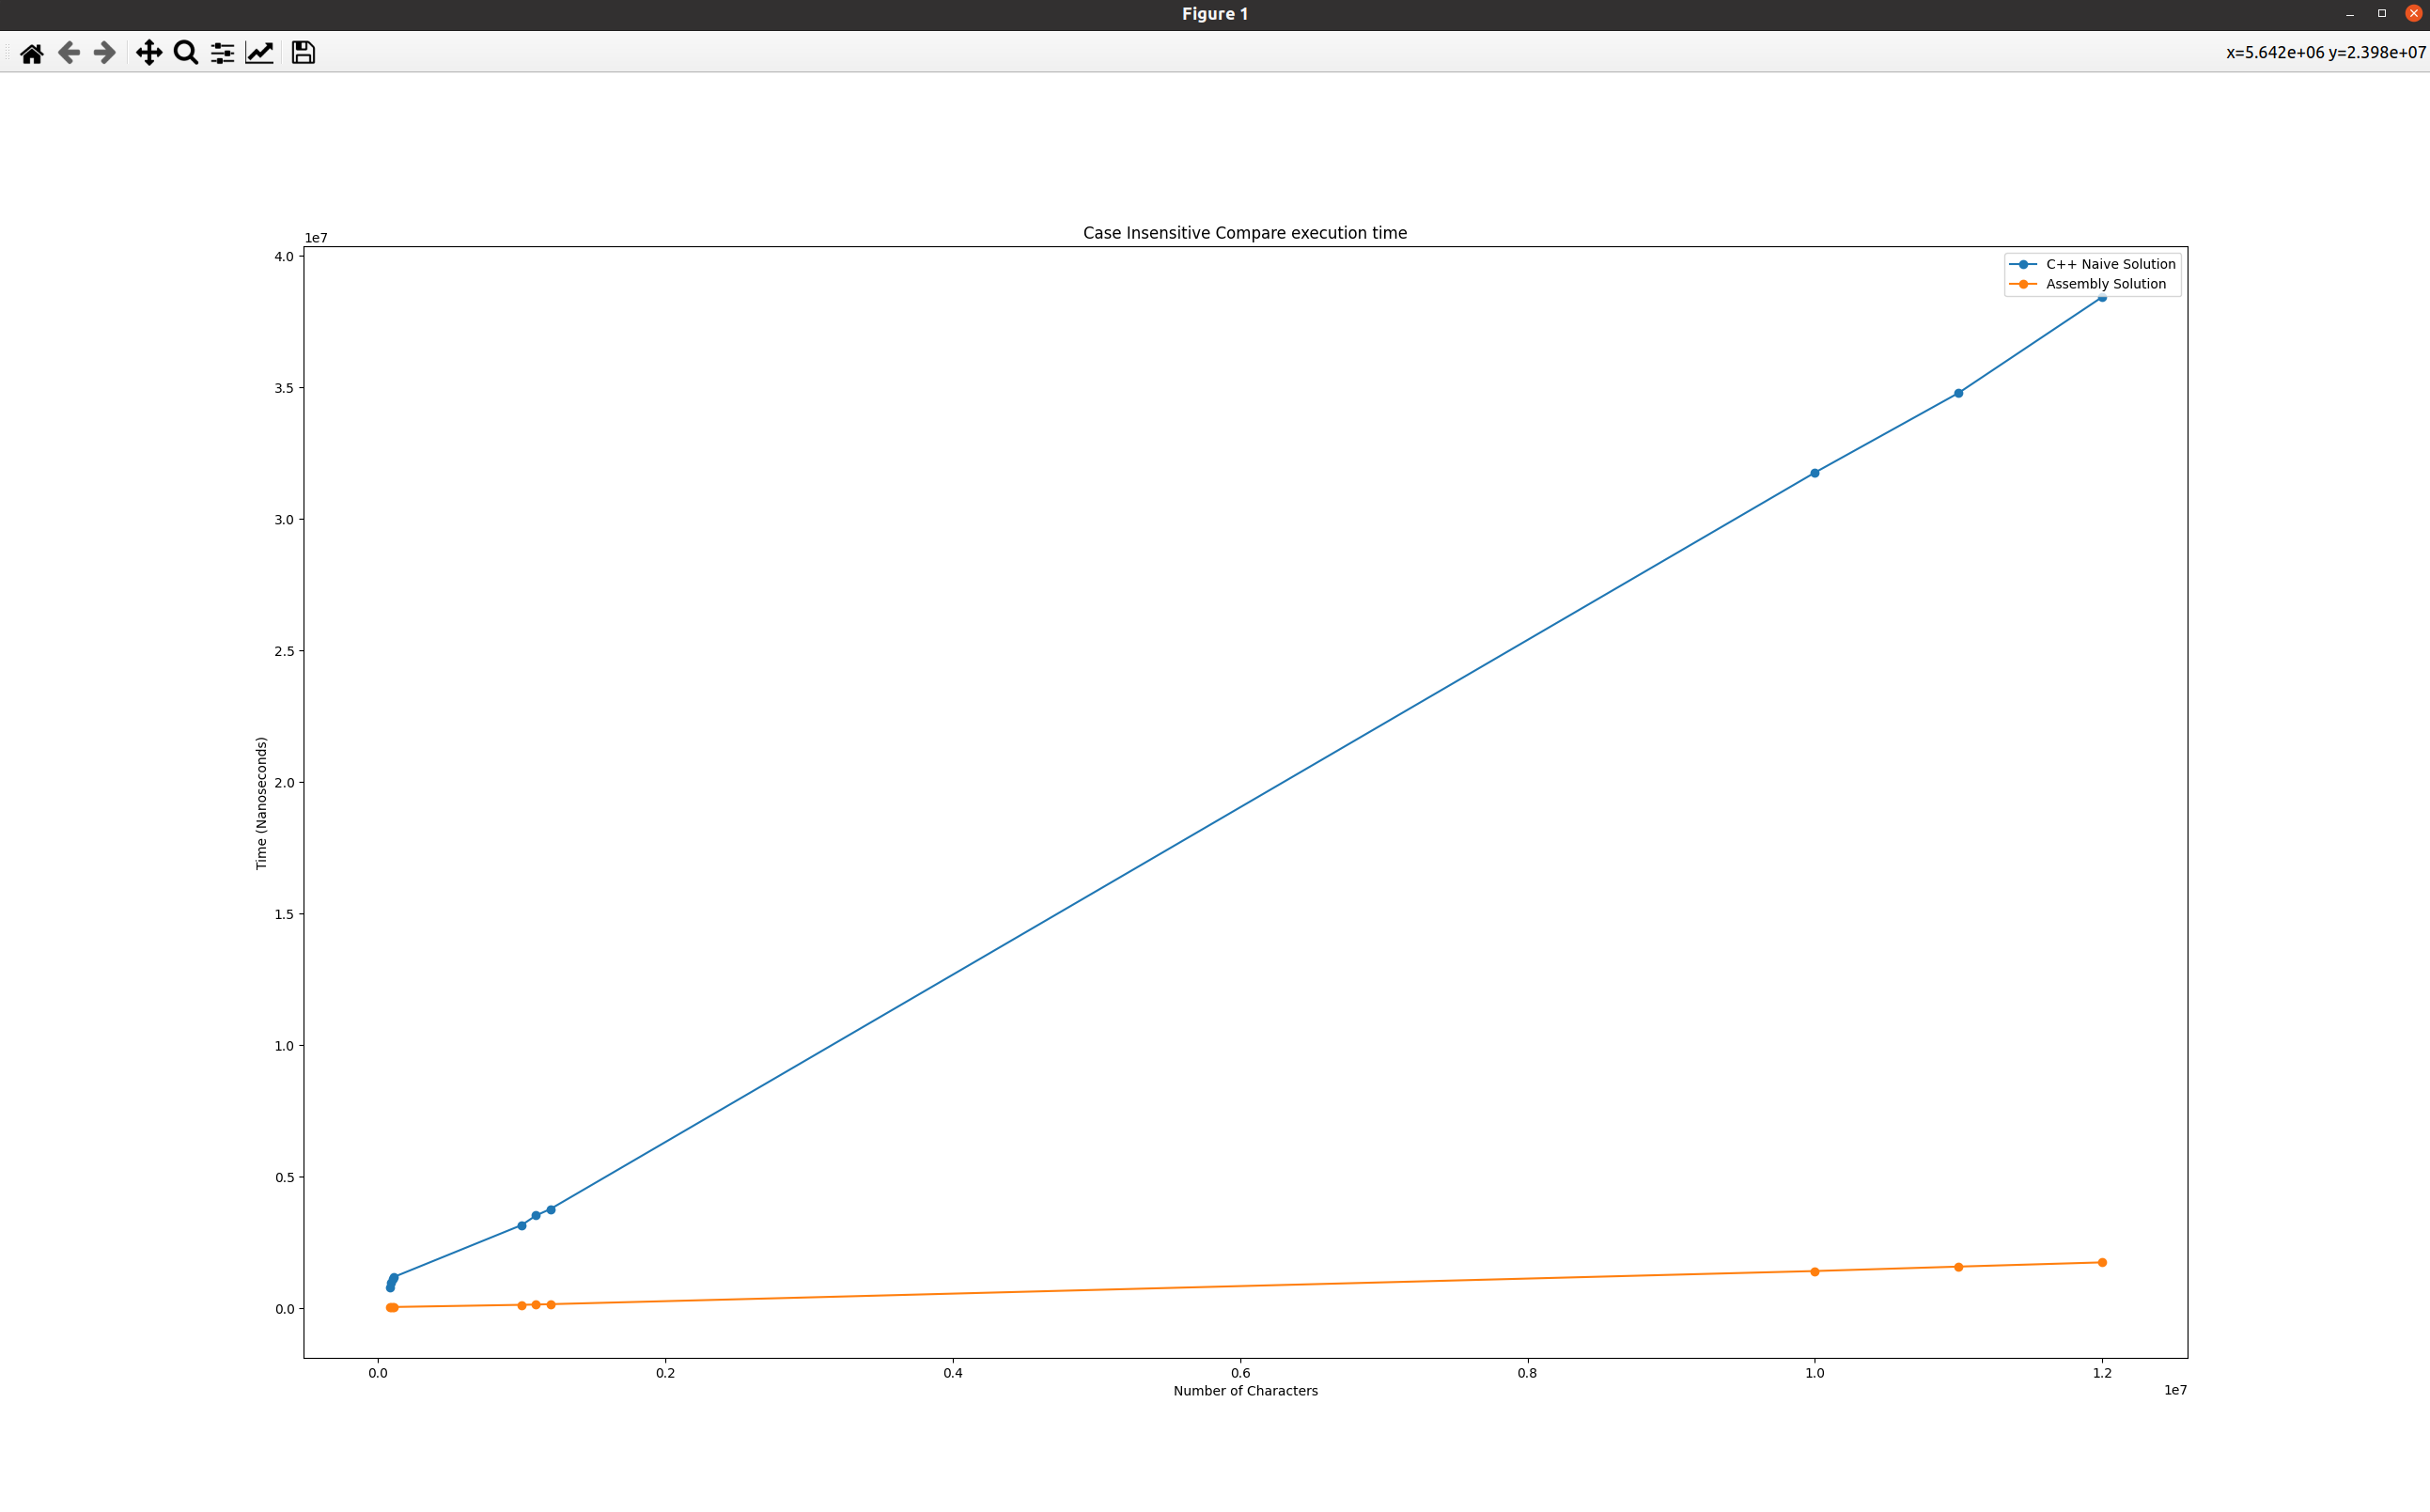 Figure 1
x=5.642e+06 y=2.398e+07
Case Insensitive Compare execution time
1e7
4.0
3.5
3.0
2.5
2.0
1.5
1.0
0.5
0.0
Time (Nanoseconds)
C++ Naive Solution
Assembly Solution
0.0 0.2 0.4 0.6 0.8 1.0 1.2
Number of Characters
1e7